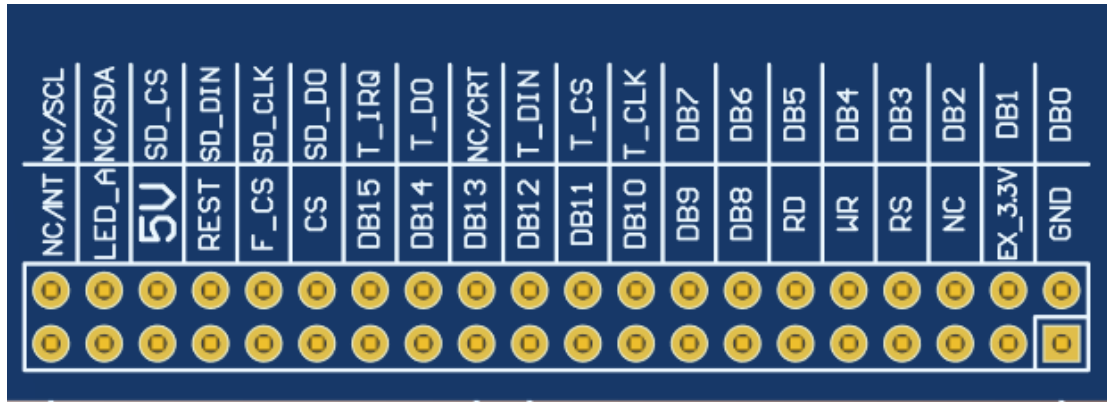 NC/SCL NC/SDA SD_CS SD_DIN SD_CLK SD_DO T_IRQ T_DO NC/CRT T_DIN T_CS T_CLK DB7 DB6 DB5 DB4 DB3 DB2 DB1 DB0
NC/INT LED_A 5V REST F_CS CS DB15 DB14 DB13 DB12 DB11 DB10 DB9 DB8 RD WR RS NC EX_3.3V GND